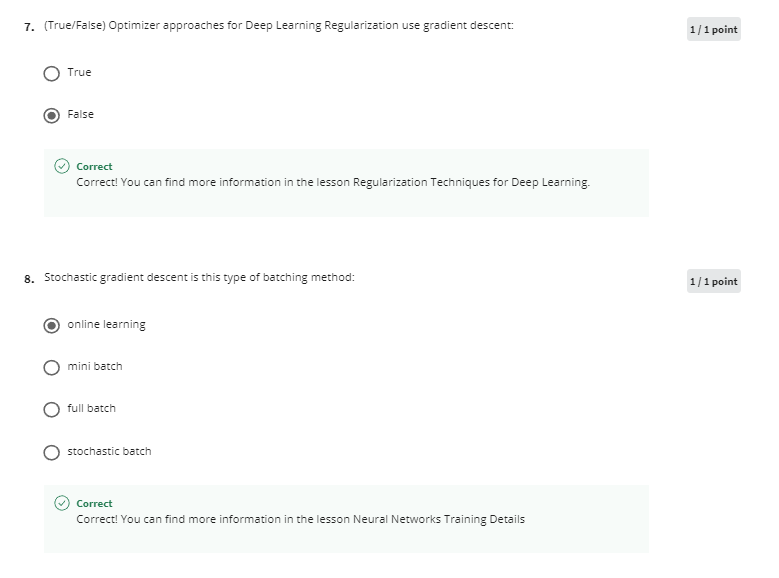 7. (True/False) Optimizer approaches for Deep Learning Regularization use gradient descent:
1 / 1 point
True
False
Correct
Correct! You can find more information in the lesson Regularization Techniques for Deep Learning.
8. Stochastic gradient descent is this type of batching method:
1 / 1 point
online learning
mini batch
full batch
stochastic batch
Correct
Correct! You can find more information in the lesson Neural Networks Training Details